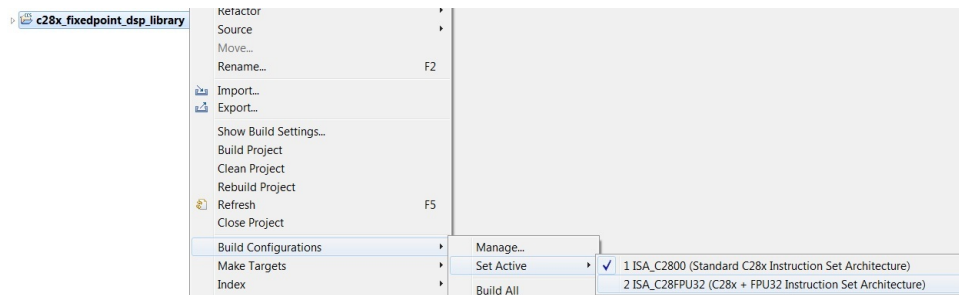 c28x_fixedpoint_dsp_library
Refactor
Source
Move...
Rename... F2
Import...
Export...
Show Build Settings...
Build Project
Clean Project
Rebuild Project
Refresh F5
Close Project
Build Configurations
Make Targets
Index
Manage...
Set Active
Build All
1 ISA_C2800 (Standard C28x Instruction Set Architecture)
2 ISA_C28FPU32 (C28x + FPU32 Instruction Set Architecture)